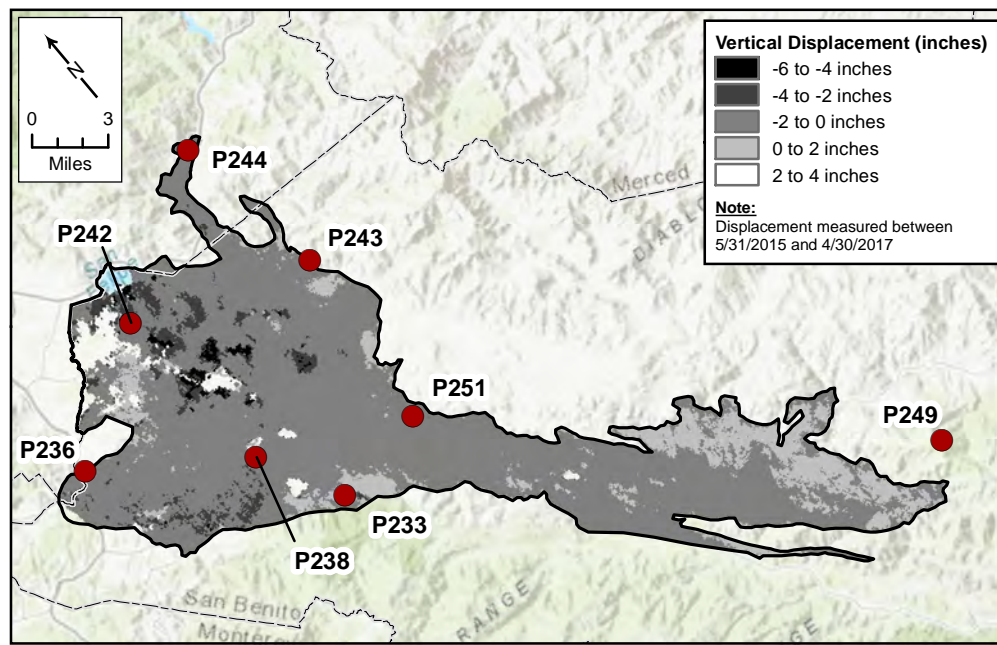 N
0 3
Miles
Vertical Displacement (inches)
-6 to -4 inches
-4 to -2 inches
-2 to 0 inches
0 to 2 inches
2 to 4 inches
Note:
Displacement measured between
5/31/2015 and 4/30/2017
P244
Merced
P242
P243
DIABLO
P251
P249
P236
P233
P238
San Benito
Monterey
RANGE